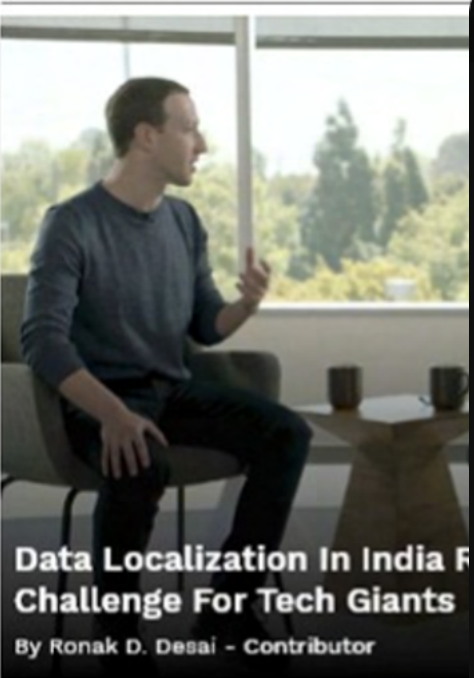 Data Localization In India
Challenge For Tech Giants
By Ronak D. Desai - Contributor